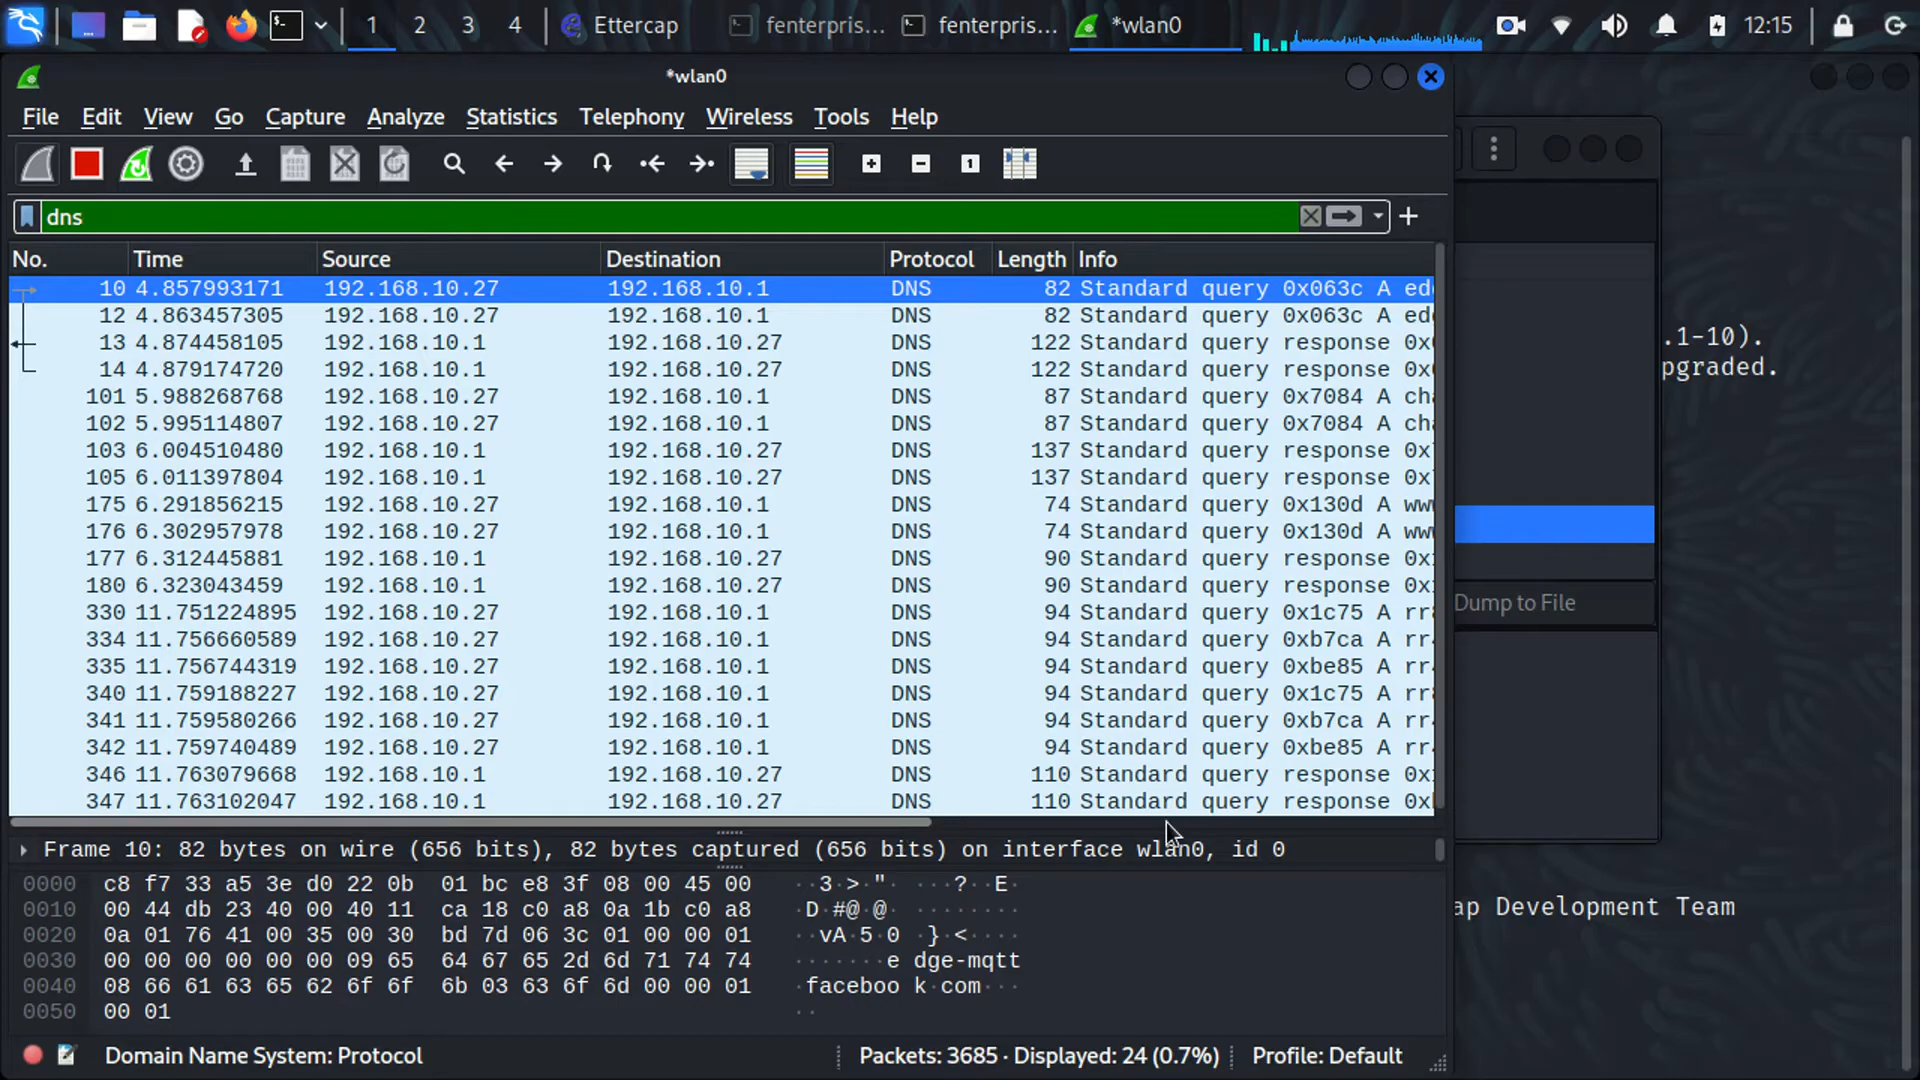 1 2 3 4 Ettercap fenterpris... fenterpris... *wlan0 12:15
*wlan0
File Edit View Go Capture Analyze Statistics Telephony Wireless Tools Help
dns
No. Time Source Destination Protocol Length Info
10 4.857993171 192.168.10.27 192.168.10.1 DNS 82 Standard query 0x063c A ed
12 4.863457305 192.168.10.27 192.168.10.1 DNS 82 Standard query 0x063c A ed
13 4.874458105 192.168.10.1 192.168.10.27 DNS 122 Standard query response 0x
14 4.879174720 192.168.10.1 192.168.10.27 DNS 122 Standard query response 0x
101 5.988268768 192.168.10.27 192.168.10.1 DNS 87 Standard query 0x7084 A cha
102 5.995114807 192.168.10.27 192.168.10.1 DNS 87 Standard query 0x7084 A cha
103 6.004510480 192.168.10.1 192.168.10.27 DNS 137 Standard query response 0x
105 6.011397804 192.168.10.1 192.168.10.27 DNS 137 Standard query response 0x
175 6.291856215 192.168.10.27 192.168.10.1 DNS 74 Standard query 0x130d A www
176 6.302957978 192.168.10.27 192.168.10.1 DNS 74 Standard query 0x130d A www
177 6.312445881 192.168.10.1 192.168.10.27 DNS 90 Standard query response 0x
180 6.323043459 192.168.10.1 192.168.10.27 DNS 90 Standard query response 0x
330 11.751224895 192.168.10.27 192.168.10.1 DNS 94 Standard query 0x1c75 A rr
334 11.756660589 192.168.10.27 192.168.10.1 DNS 94 Standard query 0xb7ca A rr
335 11.756744319 192.168.10.27 192.168.10.1 DNS 94 Standard query 0xbe85 A rr
340 11.759188227 192.168.10.27 192.168.10.1 DNS 94 Standard query 0x1c75 A rr
341 11.759580266 192.168.10.27 192.168.10.1 DNS 94 Standard query 0xb7ca A rr
342 11.759740489 192.168.10.27 192.168.10.1 DNS 94 Standard query 0xbe85 A rr
346 11.763079668 192.168.10.1 192.168.10.27 DNS 110 Standard query response 0x
347 11.763102047 192.168.10.1 192.168.10.27 DNS 110 Standard query response 0x
Frame 10: 82 bytes on wire (656 bits), 82 bytes captured (656 bits) on interface wlan0, id 0
0000 c8 f7 33 a5 3e d0 22 0b 01 bc e8 3f 08 00 45 00 ··3·>·"· ···?··E·
0010 00 44 db 23 40 00 40 11 ca 18 c0 a8 0a 1b c0 a8 ·D·#@·@· ········
0020 0a 01 76 41 00 35 00 30 bd 7d 06 3c 01 00 00 01 ··vA·5·0 ·}·<····
0030 00 00 00 00 00 00 09 65 64 67 65 2d 6d 71 74 74 ·······e dge-mqtt
0040 08 66 61 63 65 62 6f 6f 6b 03 63 6f 6d 00 00 01 ·faceboo k·com···
0050 00 01 ··
Domain Name System: Protocol Packets: 3685 · Displayed: 24 (0.7%) Profile: Default
.1-10).
pgraded.
Dump to File
ap Development Team